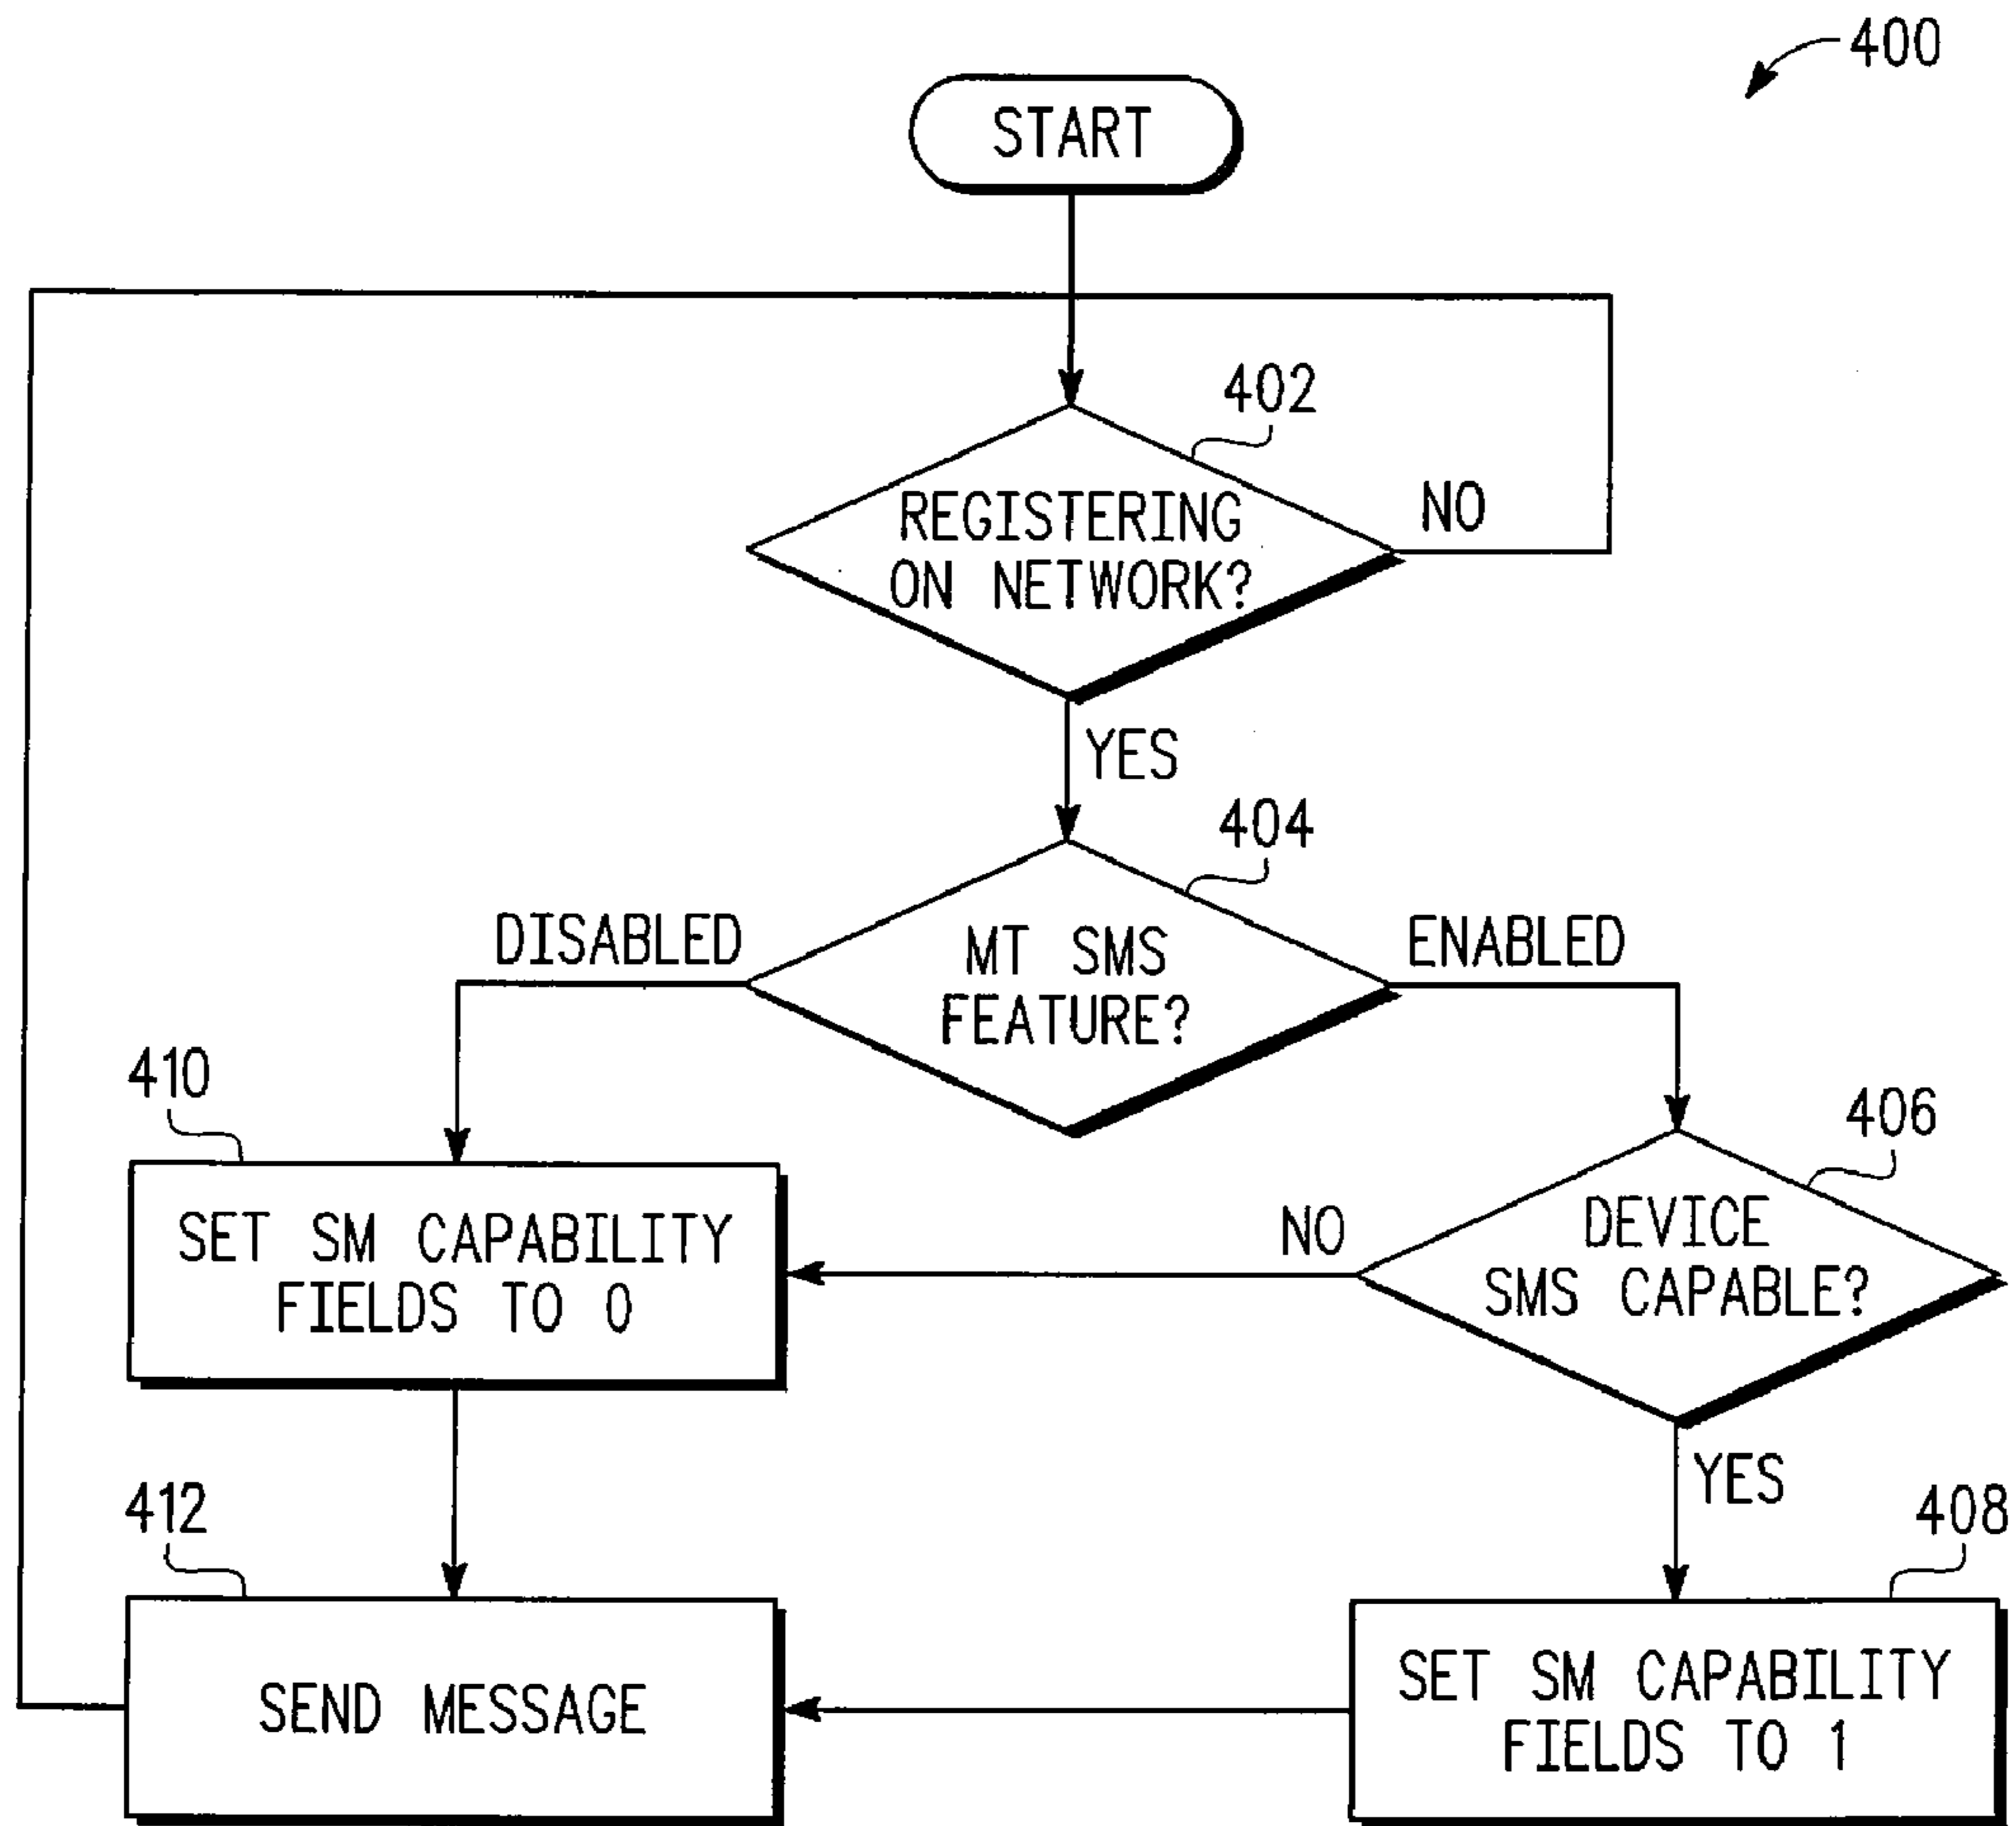 400
START
402
REGISTERING
ON NETWORK?
NO
YES
404
MT SMS
FEATURE?
DISABLED
ENABLED
410
SET SM CAPABILITY
FIELDS TO 0
406
DEVICE
SMS CAPABLE?
NO
YES
412
SEND MESSAGE
408
SET SM CAPABILITY
FIELDS TO 1